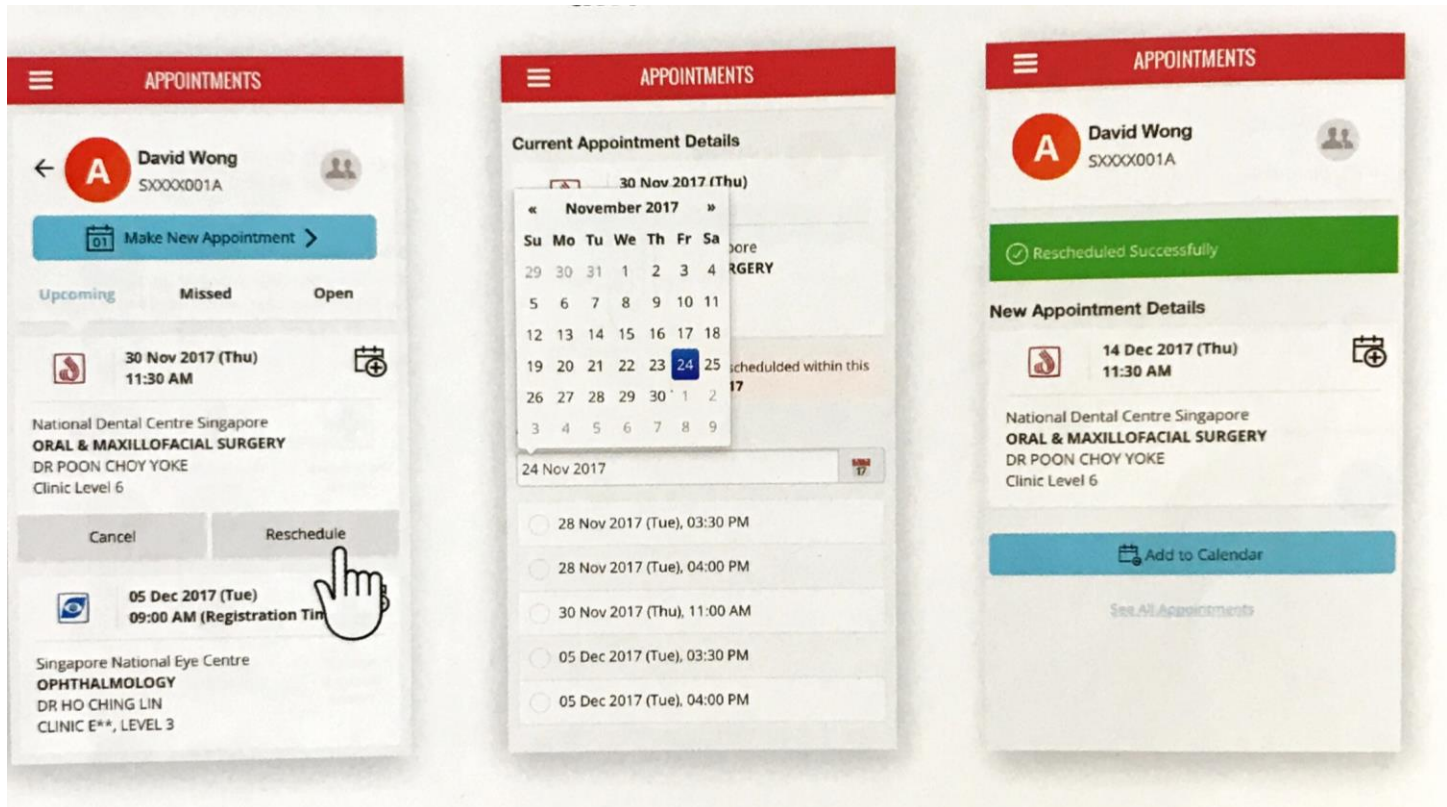 APPOINTMENTS
A
David Wong
SXXXX001A
01 Make New Appointment
Upcoming Missed Open
30 Nov 2017 (Thu)
11:30 AM
National Dental Centre Singapore
ORAL & MAXILLOFACIAL SURGERY
DR POON CHOY YOKE
Clinic Level 6
Cancel Reschedule
05 Dec 2017 (Tue)
09:00 AM (Registration Tim
Singapore National Eye Centre
OPHTHALMOLOGY
DR HO CHING LIN
CLINIC E**, LEVEL 3
APPOINTMENTS
Current Appointment Details
30 Nov 2017 (Thu)
« November 2017 »
Su Mo Tu We Th Fr Sa
29 30 31 1 2 3 4
5 6 7 8 9 10 11
12 13 14 15 16 17 18
19 20 21 22 23 24 25
26 27 28 29 30 1 2
3 4 5 6 7 8 9
pore
RGERY
schedulded within this
17
24 Nov 2017
17
28 Nov 2017 (Tue), 03:30 PM
28 Nov 2017 (Tue), 04:00 PM
30 Nov 2017 (Thu), 11:00 AM
05 Dec 2017 (Tue), 03:30 PM
05 Dec 2017 (Tue), 04:00 PM
APPOINTMENTS
A
David Wong
SXXXX001A
Rescheduled Successfully
New Appointment Details
14 Dec 2017 (Thu)
11:30 AM
National Dental Centre Singapore
ORAL & MAXILLOFACIAL SURGERY
DR POON CHOY YOKE
Clinic Level 6
Add to Calendar
See All Appointments